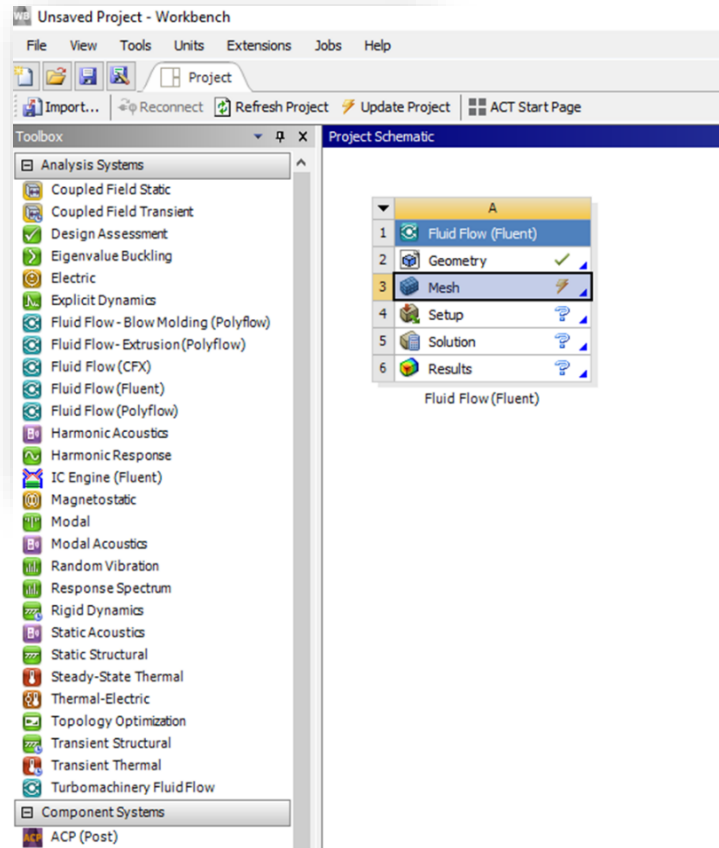 WB Unsaved Project - Workbench
File View Tools Units Extensions Jobs Help
Project
Import... Reconnect Refresh Project Update Project ACT Start Page
Toolbox
Project Schematic
Analysis Systems
Coupled Field Static
Coupled Field Transient
Design Assessment
Eigenvalue Buckling
Electric
Explicit Dynamics
Fluid Flow - Blow Molding (Polyflow)
Fluid Flow - Extrusion (Polyflow)
Fluid Flow (CFX)
Fluid Flow (Fluent)
Fluid Flow (Polyflow)
Harmonic Acoustics
Harmonic Response
IC Engine (Fluent)
Magnetostatic
Modal
Modal Acoustics
Random Vibration
Response Spectrum
Rigid Dynamics
Static Acoustics
Static Structural
Steady-State Thermal
Thermal-Electric
Topology Optimization
Transient Structural
Transient Thermal
Turbomachinery Fluid Flow
Component Systems
ACP ACP (Post)
A
1 Fluid Flow (Fluent)
2 Geometry
3 Mesh
4 Setup
5 Solution
6 Results
Fluid Flow (Fluent)